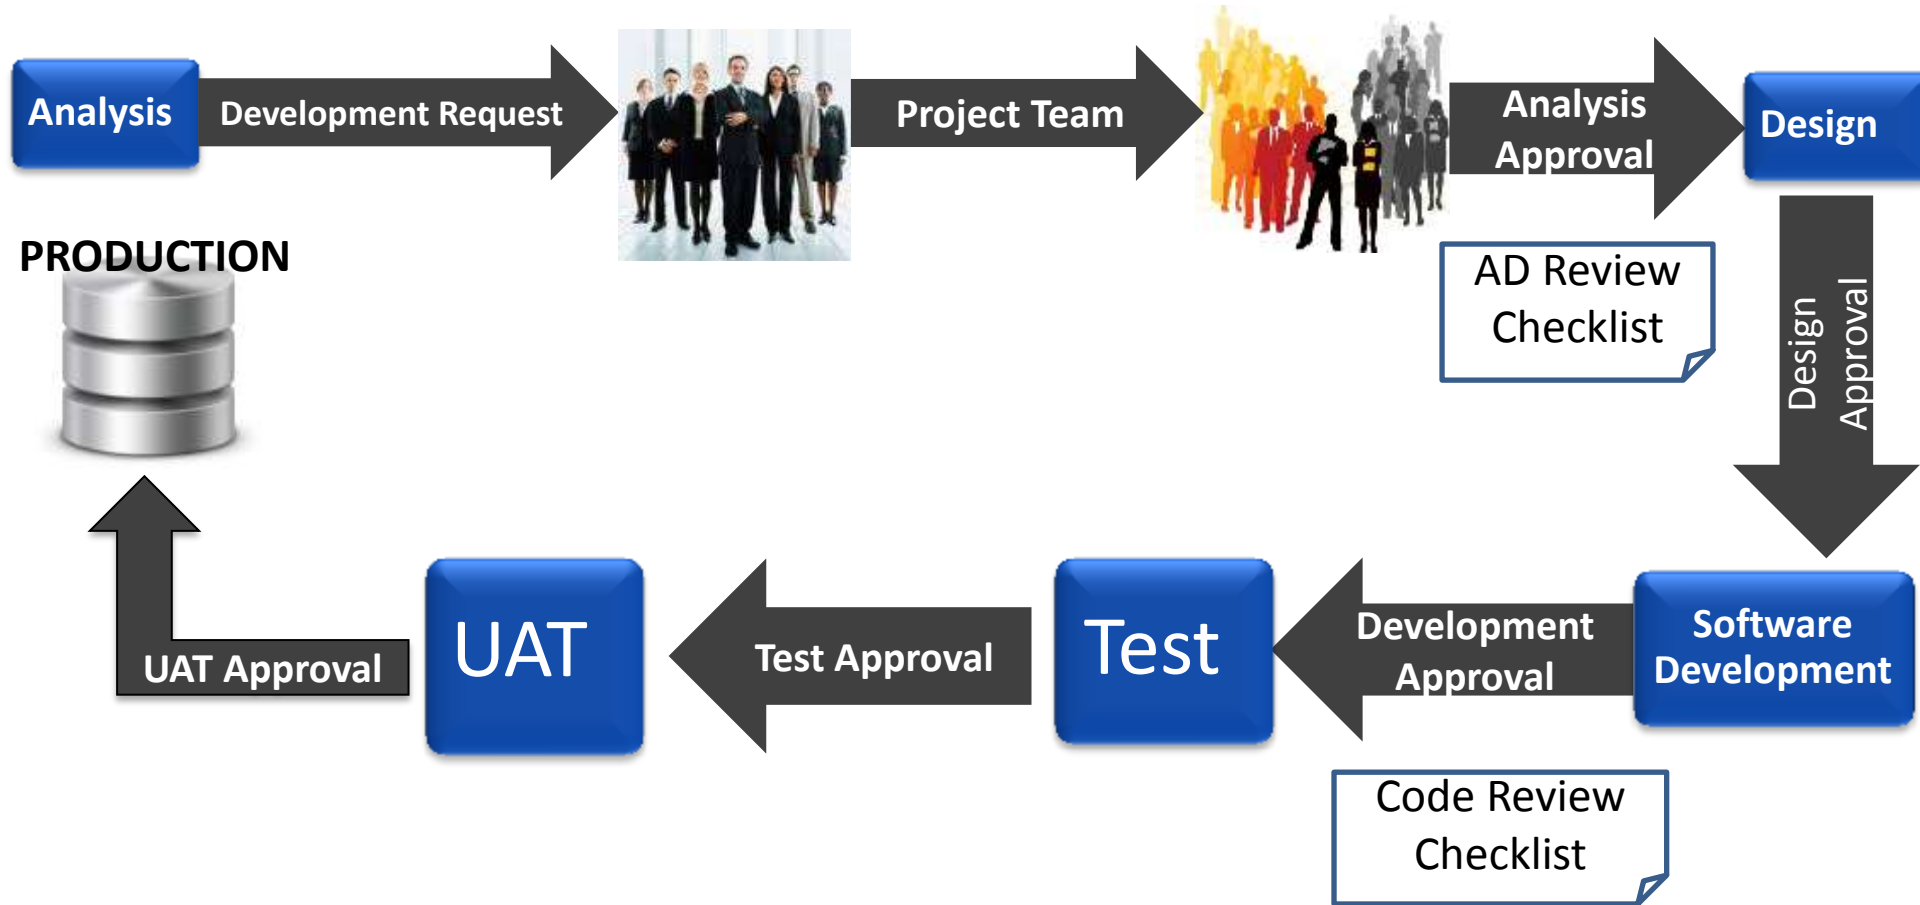 Analysis
Development Request
Project Team
Analysis
Approval
Design
PRODUCTION
AD Review
Checklist
Design
Approval
UAT Approval
UAT
Test Approval
Test
Development
Approval
Software
Development
Code Review
Checklist